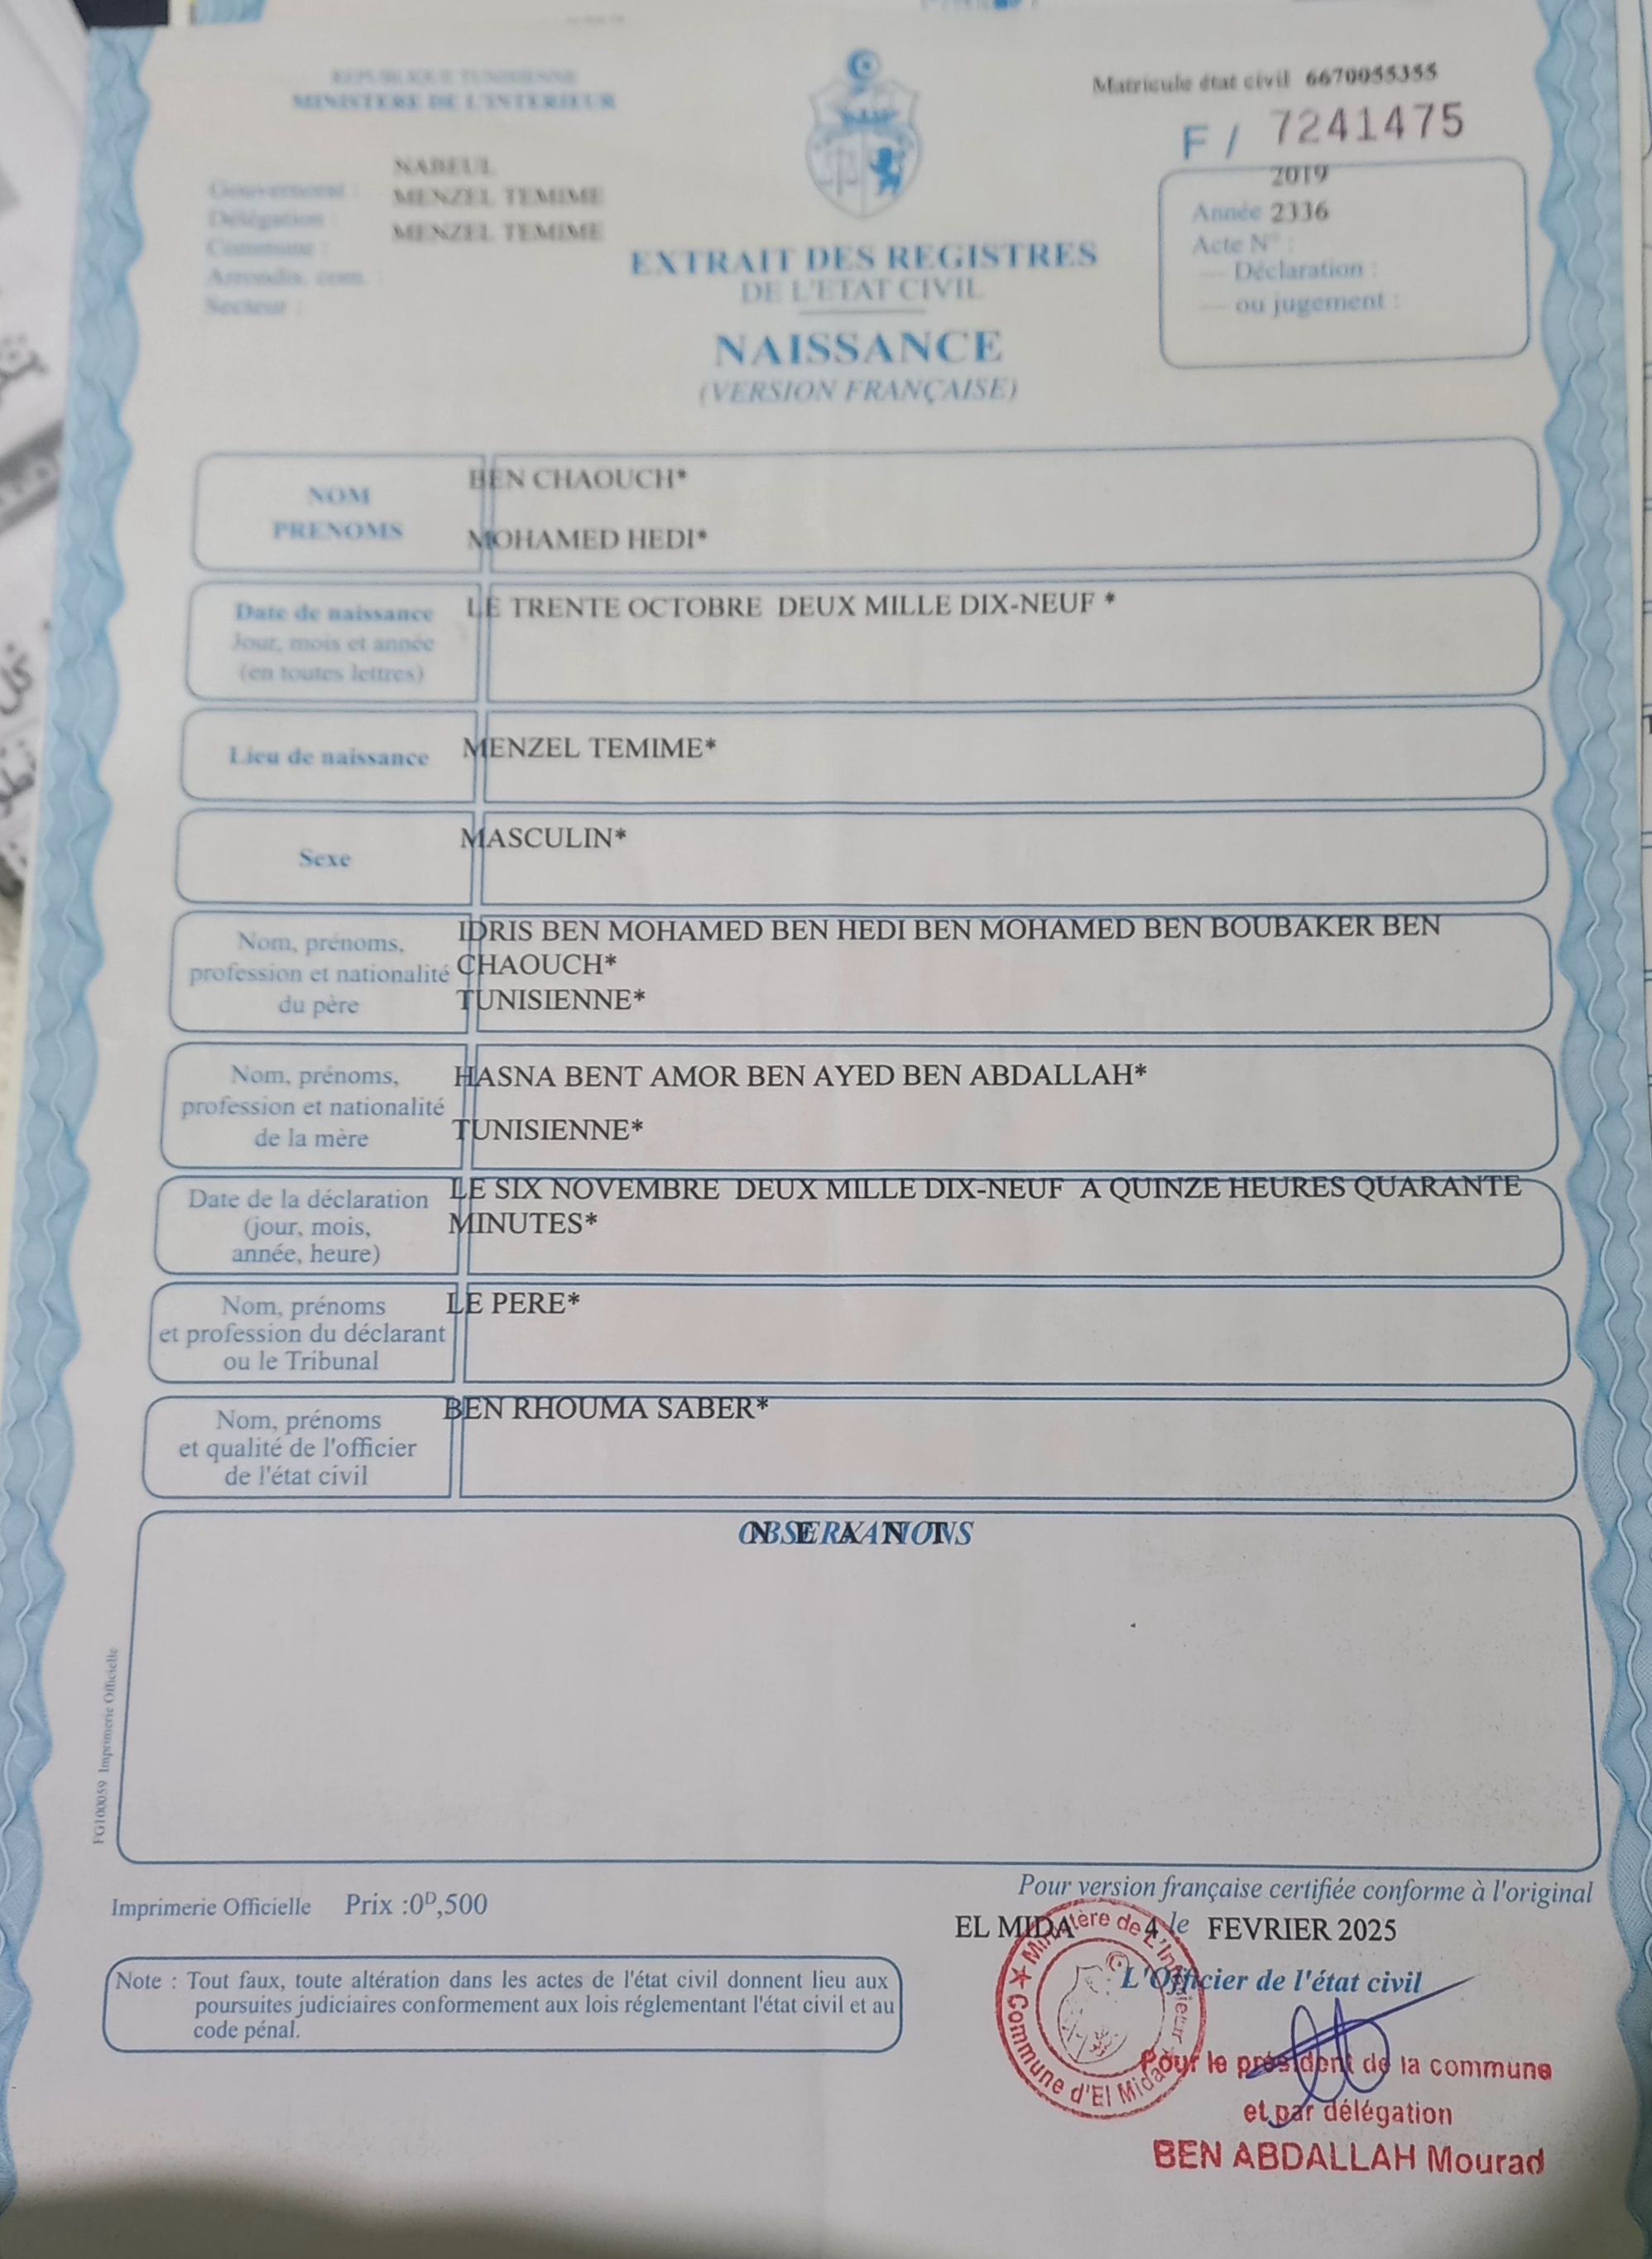 REPUBLIQUE TUNISIENNE
MINISTERE DE L'INTERIEUR
Matricule état civil 6670055355
F / 7241475
NABEUL
Gouvernorat :
MENZEL TEMIME
Délégation :
MENZEL TEMIME
Commune :
Arrondis. com. :
Secteur :
2019
Année 2336
Acte N° :
— Déclaration :
— ou jugement :
EXTRAIT DES REGISTRES
DE L'ETAT CIVIL
NAISSANCE
(VERSION FRANÇAISE)
NOM
PRENOMS
BEN CHAOUCH*
MOHAMED HEDI*
Date de naissance
Jour, mois et année
(en toutes lettres)
LE TRENTE OCTOBRE DEUX MILLE DIX-NEUF *
Lieu de naissance
MENZEL TEMIME*
Sexe
MASCULIN*
Nom, prénoms,
profession et nationalité
du père
IDRIS BEN MOHAMED BEN HEDI BEN MOHAMED BEN BOUBAKER BEN
CHAOUCH*
TUNISIENNE*
Nom, prénoms,
profession et nationalité
de la mère
HASNA BENT AMOR BEN AYED BEN ABDALLAH*
TUNISIENNE*
Date de la déclaration
(jour, mois,
année, heure)
LE SIX NOVEMBRE DEUX MILLE DIX-NEUF A QUINZE HEURES QUARANTE
MINUTES*
Nom, prénoms
et profession du déclarant
ou le Tribunal
LE PERE*
Nom, prénoms
et qualité de l'officier
de l'état civil
BEN RHOUMA SABER*
OBSERVATIONS
N E A N T
FG100059 Imprimerie Officielle
Imprimerie Officielle Prix :0ᴰ,500
Pour version française certifiée conforme à l'original
EL MIDA 4 le FEVRIER 2025
L'Officier de l'état civil
Ministère de L'Intérieur
Commune d'El Mida
Note : Tout faux, toute altération dans les actes de l'état civil donnent lieu aux
poursuites judiciaires conformement aux lois réglementant l'état civil et au
code pénal.
Pour le président de la commune
et par délégation
BEN ABDALLAH Mourad